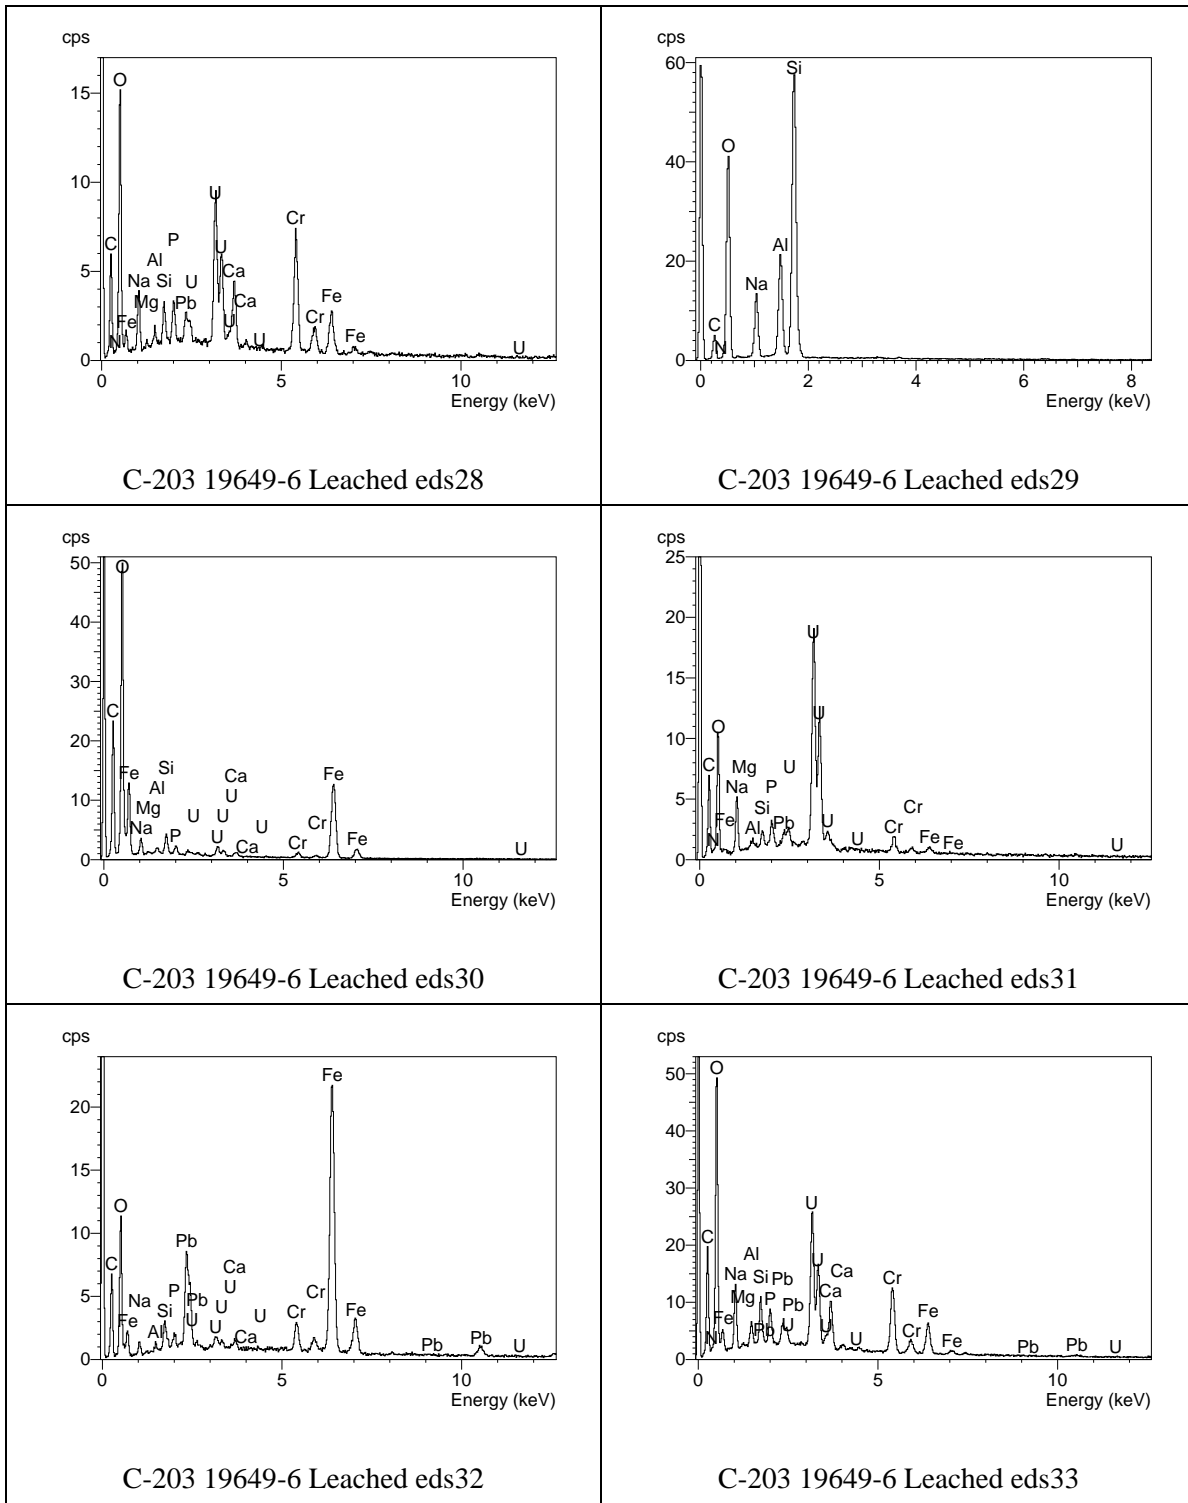 cps
15
10
5
0
O
C
N
Fe
Na
Mg
Al
Si
P
Pb
U
U
U
U
Ca
Ca
U
Cr
Cr
Fe
Fe
U
0 5 10
Energy (keV)
C-203 19649-6 Leached eds28
cps
60
40
20
0
C
N
O
Na
Al
Si
0 2 4 6 8
Energy (keV)
C-203 19649-6 Leached eds29
cps
50
40
30
20
10
0
O
C
Fe
Na
Mg
Al
Si
P
U
U
U
U
Ca
Ca
U
Cr
Cr
Fe
Fe
U
0 5 10
Energy (keV)
C-203 19649-6 Leached eds30
cps
25
20
15
10
5
0
C
N
O
Fe
Na
Mg
Al
Si
P
Pb
U
U
U
U
U
Cr
Cr
Fe
Fe
U
0 5 10
Energy (keV)
C-203 19649-6 Leached eds31
cps
20
15
10
5
0
C
O
Fe
Na
Al
Si
P
Pb
Pb
U
U
U
U
Ca
Ca
U
Cr
Cr
Fe
Fe
Pb
Pb
U
0 5 10
Energy (keV)
C-203 19649-6 Leached eds32
cps
50
40
30
20
10
0
O
C
N
Fe
Na
Mg
Al
Si
Pb
P
Pb
Pb
U
U
U
U
Ca
Ca
U
Cr
Cr
Fe
Fe
Pb
Pb
U
0 5 10
Energy (keV)
C-203 19649-6 Leached eds33